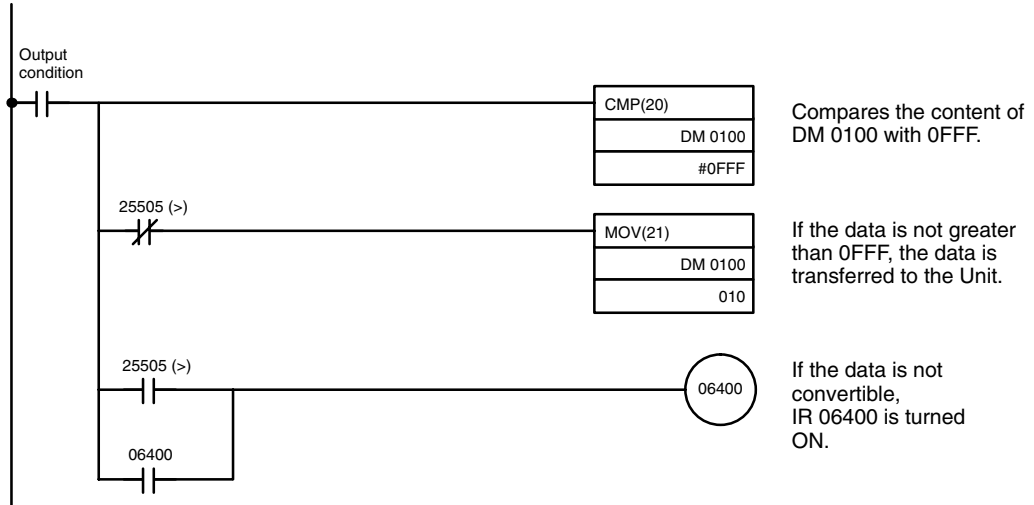 Output
condition
CMP(20)
DM 0100
#0FFF
Compares the content of
DM 0100 with 0FFF.
25505 (>)
MOV(21)
DM 0100
010
If the data is not greater
than 0FFF, the data is
transferred to the Unit.
25505 (>)
06400
If the data is not
convertible,
IR 06400 is turned
ON.
06400